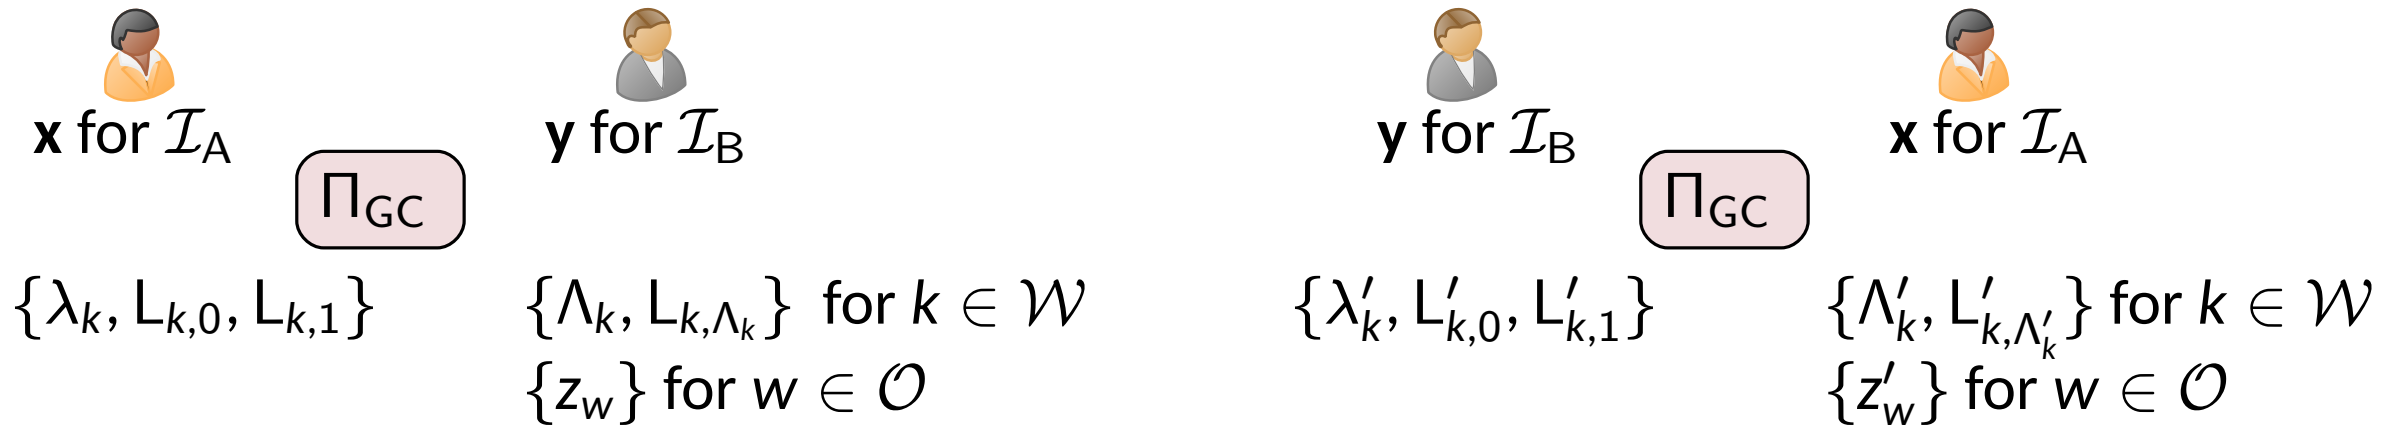 x for 𝓘_A y for 𝓘_B y for 𝓘_B x for 𝓘_A
Π_GC Π_GC
{λ_k, L_{k,0}, L_{k,1}} {Λ_k, L_{k,Λ_k}} for k ∈ 𝓦 {λ′_k, L′_{k,0}, L′_{k,1}} {Λ′_k, L′_{k,Λ′_k}} for k ∈ 𝓦
{z_w} for w ∈ 𝓞 {z′_w} for w ∈ 𝓞